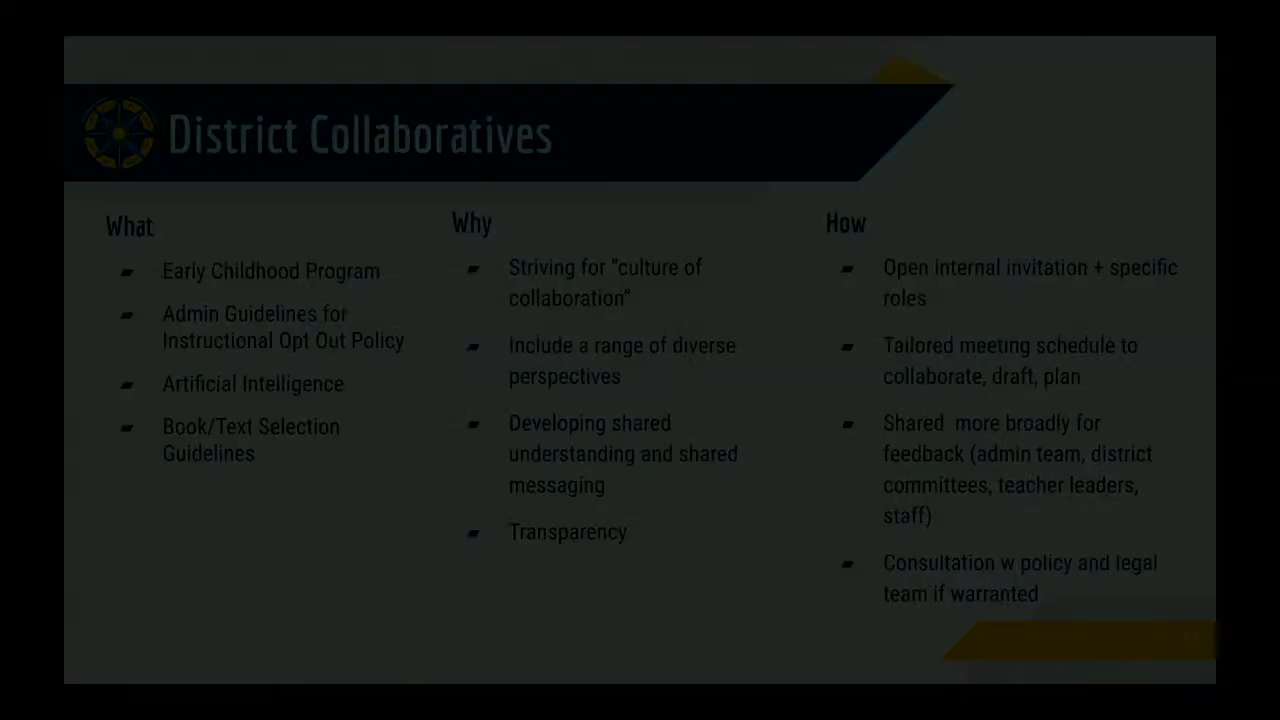 District Collaboratives
What
Early Childhood Program
Admin Guidelines for
Instructional Opt Out Policy
Artificial Intelligence
Book/Text Selection
Guidelines
Why
Striving for “culture of
collaboration”
Include a range of diverse
perspectives
Developing shared
understanding and shared
messaging
Transparency
How
Open internal invitation + specific
roles
Tailored meeting schedule to
collaborate, draft, plan
Shared  more broadly for
feedback (admin team, district
committees, teacher leaders,
staff)
Consultation w policy and legal
team if warranted